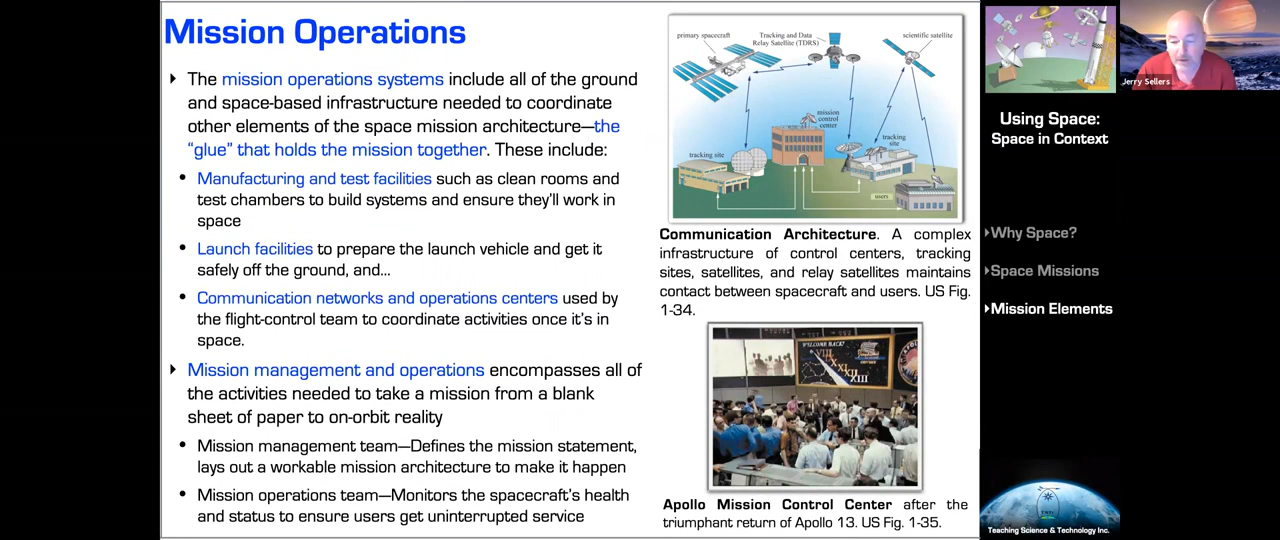 Mission Operations
The mission operations systems include all of the ground
and space-based infrastructure needed to coordinate
other elements of the space mission architecture—the
“glue” that holds the mission together. These include:
Manufacturing and test facilities such as clean rooms and
test chambers to build systems and ensure they'll work in
space
Launch facilities to prepare the launch vehicle and get it
safely off the ground, and...
Communication networks and operations centers used by
the flight-control team to coordinate activities once it's in
space.
Mission management and operations encompasses all of
the activities needed to take a mission from a blank
sheet of paper to on-orbit reality
Mission management team—Defines the mission statement,
lays out a workable mission architecture to make it happen
Mission operations team—Monitors the spacecraft's health
and status to ensure users get uninterrupted service
primary spacecraft
Tracking and Data
Relay Satellite (TDRS)
scientific satellite
mission
control
center
tracking
site
tracking site
users
Communication Architecture. A complex
infrastructure of control centers, tracking
sites, satellites, and relay satellites maintains
contact between spacecraft and users. US Fig.
1-34.
WELCOME BACK!
VIII
X
XI
XII
XIII
Apollo Mission Control Center after the
triumphant return of Apollo 13. US Fig. 1-35.
Jerry Sellers
Using Space:
Space in Context
Why Space?
Space Missions
Mission Elements
Teaching Science & Technology Inc.